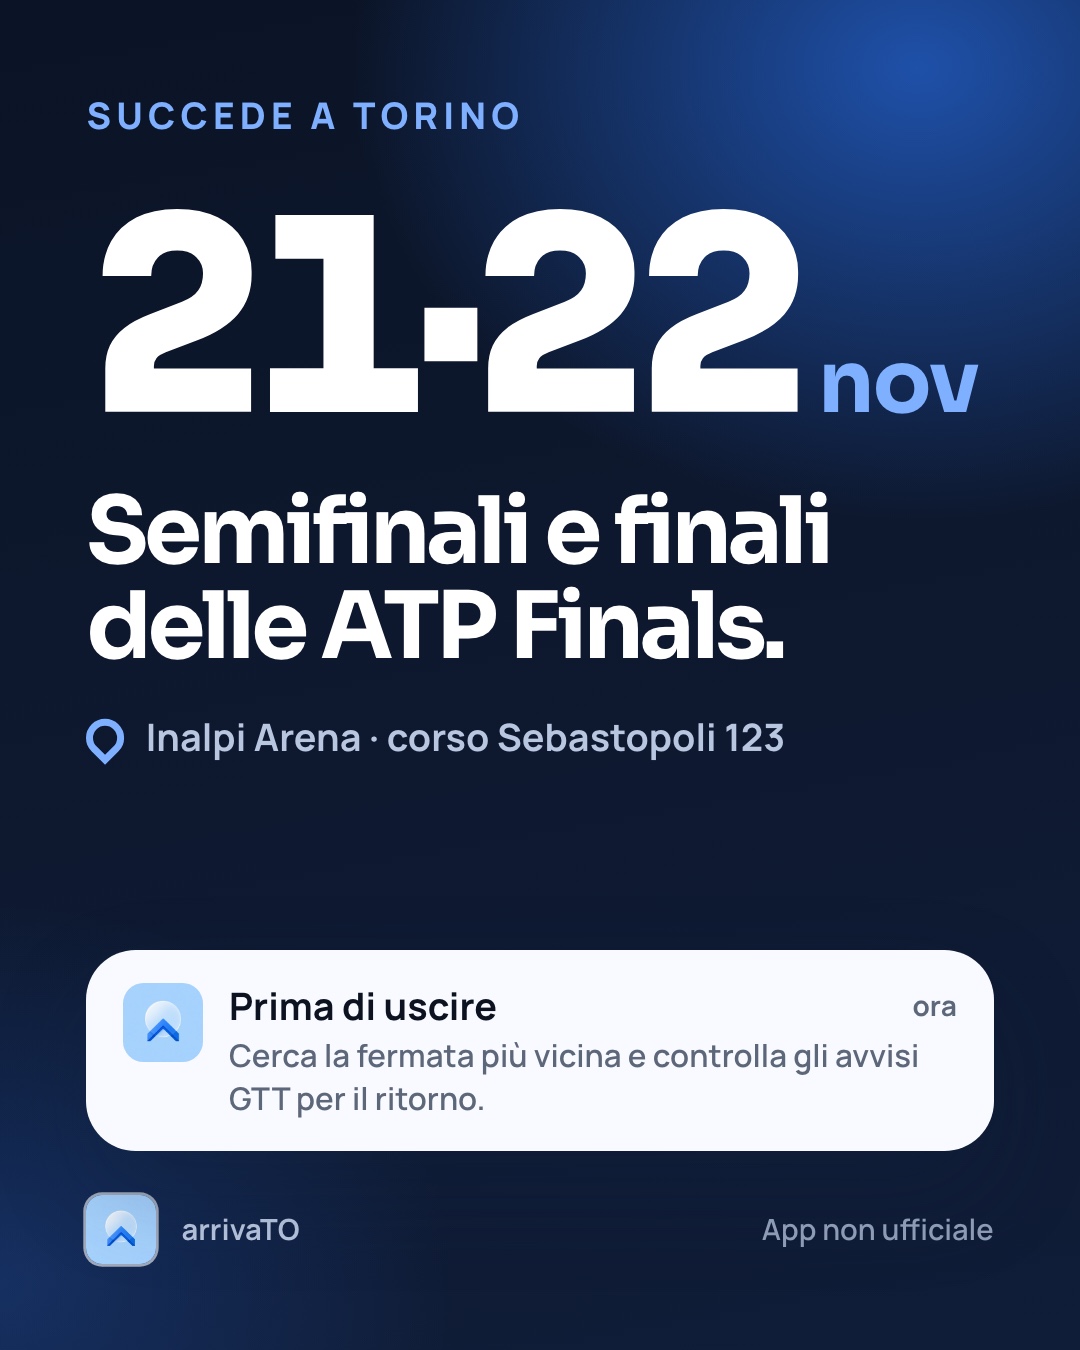 SUCCEDE A TORINO
21·22 nov
Semifinali e finali
delle ATP Finals.
Inalpi Arena · corso Sebastopoli 123
Prima di uscire
ora
Cerca la fermata più vicina e controlla gli avvisi
GTT per il ritorno.
arrivaTO
App non ufficiale